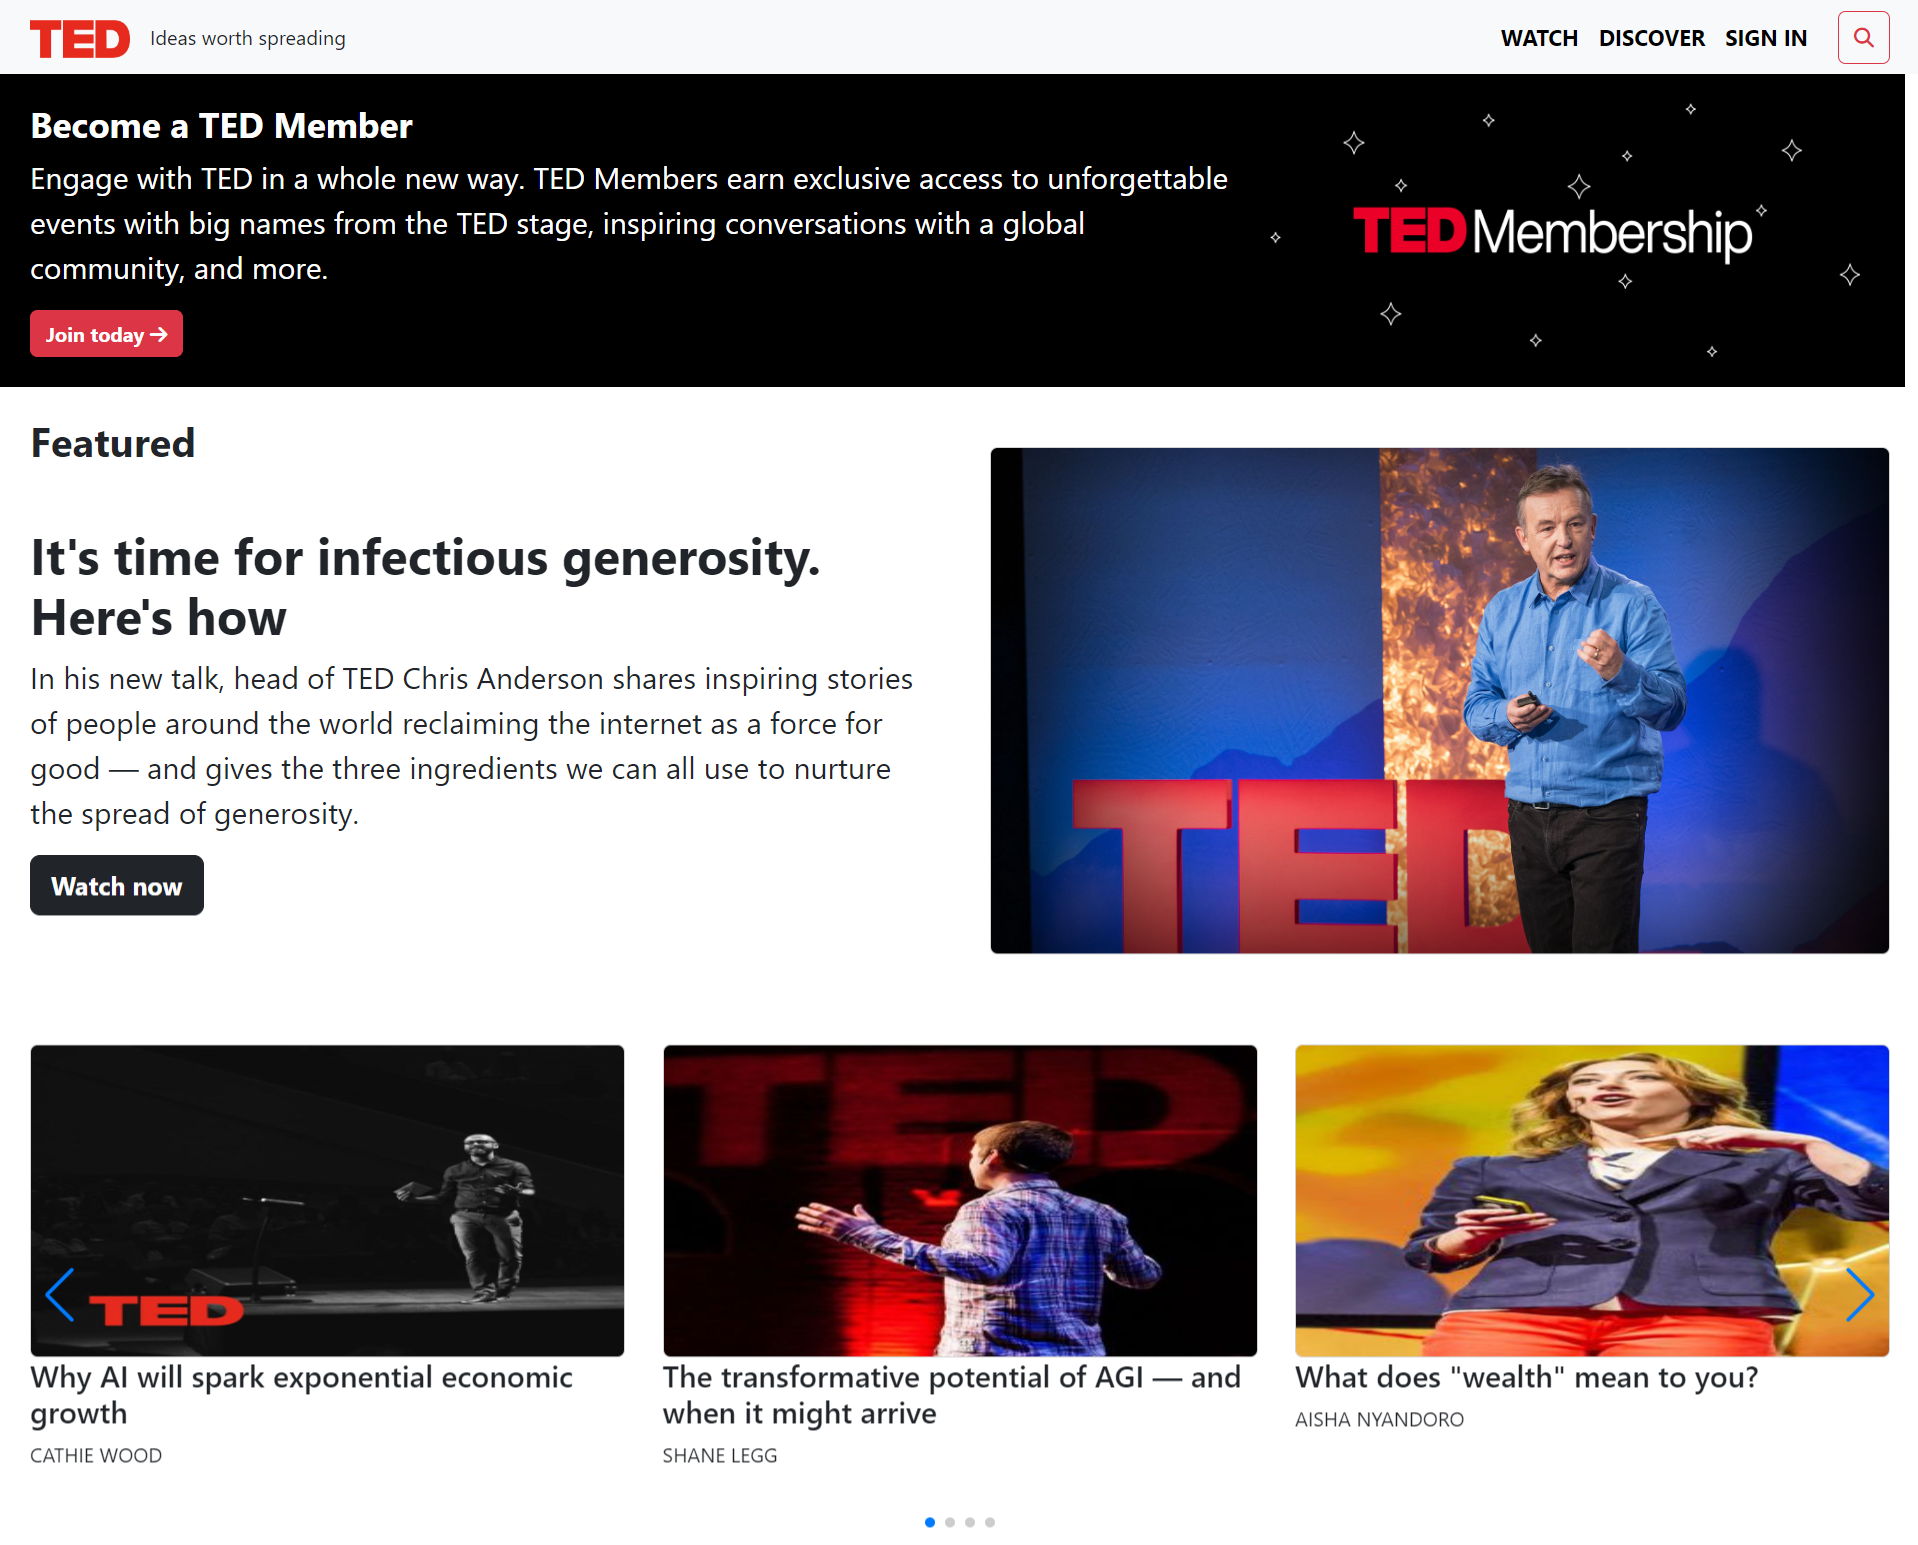 TED Ideas worth spreading WATCH DISCOVER SIGN IN
Become a TED Member
Engage with TED in a whole new way. TED Members earn exclusive access to unforgettable
events with big names from the TED stage, inspiring conversations with a global
community, and more.
Join today
TED Membership
Featured
It's time for infectious generosity.
Here's how
In his new talk, head of TED Chris Anderson shares inspiring stories
of people around the world reclaiming the internet as a force for
good — and gives the three ingredients we can all use to nurture
the spread of generosity.
Watch now
TED
TED
Why AI will spark exponential economic
growth
CATHIE WOOD
TED
The transformative potential of AGI — and
when it might arrive
SHANE LEGG
What does "wealth" mean to you?
AISHA NYANDORO